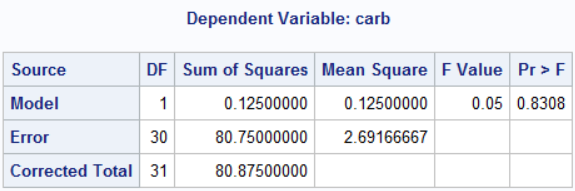 Dependent Variable: carb
Source DF Sum of Squares Mean Square F Value Pr > F
Model 1 0.12500000 0.12500000 0.05 0.8308
Error 30 80.75000000 2.69166667
Corrected Total 31 80.87500000